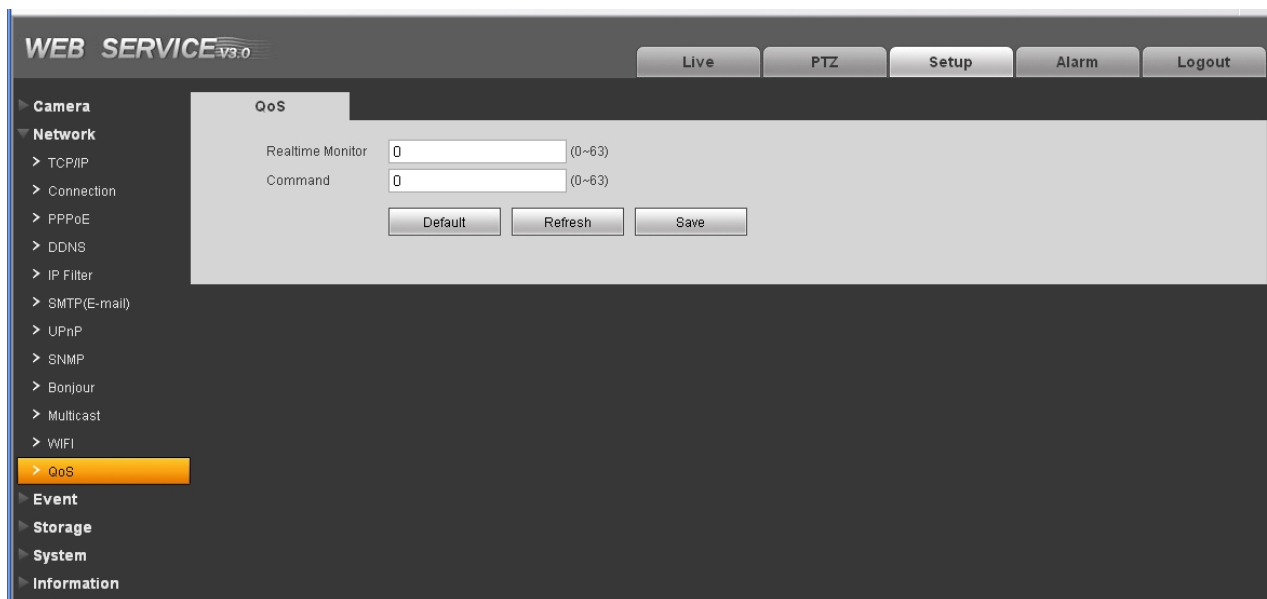 WEB SERVICE V3.0
Live
PTZ
Setup
Alarm
Logout
Camera
Network
TCP/IP
Connection
PPPoE
DDNS
IP Filter
SMTP(E-mail)
UPnP
SNMP
Bonjour
Multicast
WIFI
QoS
Event
Storage
System
Information
QoS
Realtime Monitor 0 (0~63)
Command 0 (0~63)
Default Refresh Save